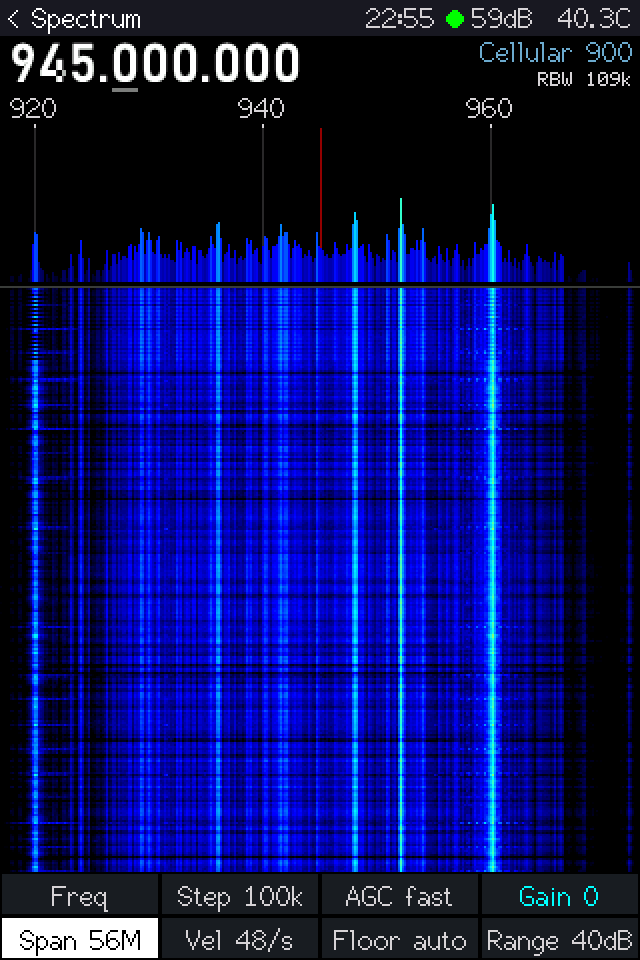 < Spectrum 22:55 59dB 40.3C
945.000.000 Cellular 900
RBW 109k
920 940 960
Freq Step 100k AGC fast Gain 0
Span 56M Vel 48/s Floor auto Range 40dB